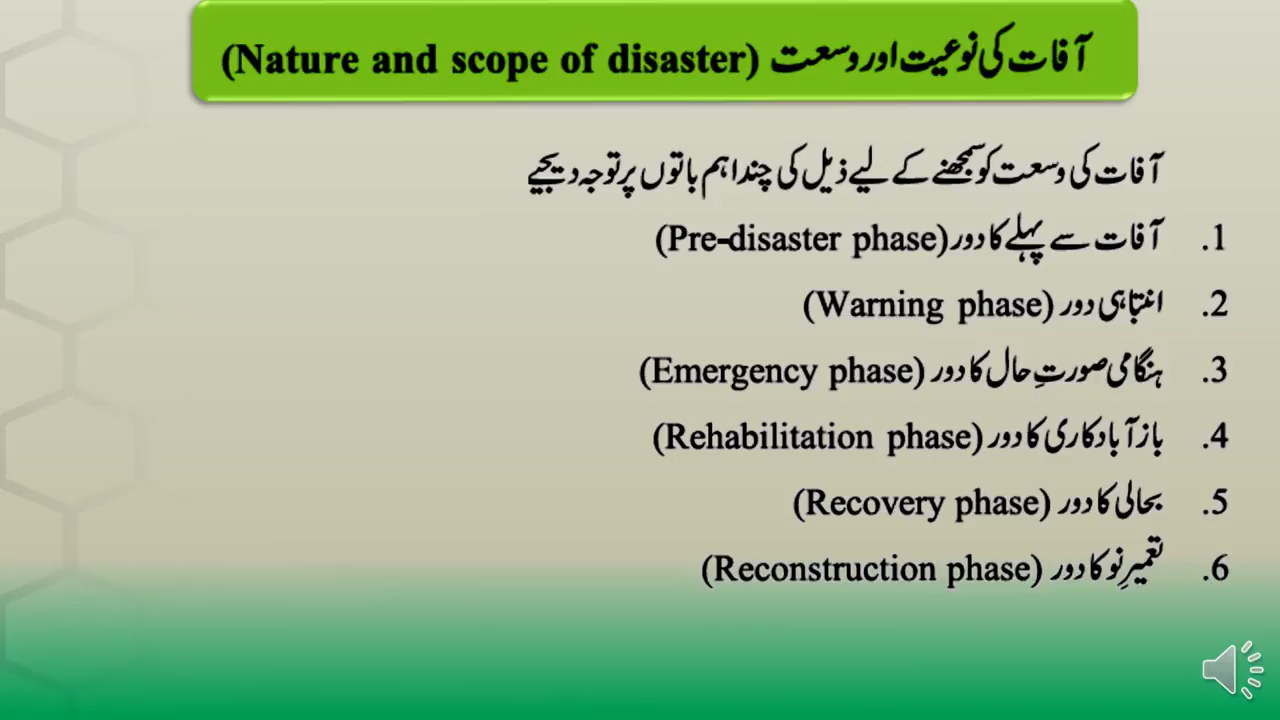 آفات کی نوعیت اور وسعت (Nature and scope of disaster)
آفات کی وسعت کو سمجھنے کے لیے ذیل کی چند اہم باتوں پر توجہ دیجیے
1. آفات سے پہلے کا دور (Pre-disaster phase)
2. انتباہی دور (Warning phase)
3. ہنگامی صورتِ حال کا دور (Emergency phase)
4. باز آبادکاری کا دور (Rehabilitation phase)
5. بحالی کا دور (Recovery phase)
6. تعمیرِ نو کا دور (Reconstruction phase)